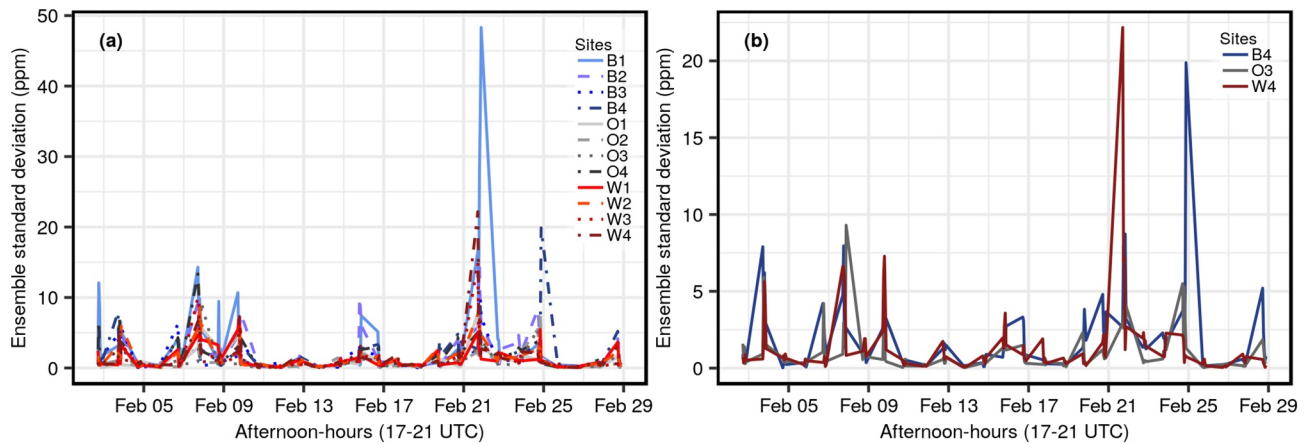 (a)
Ensemble standard deviation (ppm)
50
40
30
20
10
0
Sites
B1
B2
B3
B4
O1
O2
O3
O4
W1
W2
W3
W4
Feb 05 Feb 09 Feb 13 Feb 17 Feb 21 Feb 25 Feb 29
Afternoon-hours (17-21 UTC)
(b)
Ensemble standard deviation (ppm)
20
15
10
5
0
Sites
B4
O3
W4
Feb 05 Feb 09 Feb 13 Feb 17 Feb 21 Feb 25 Feb 29
Afternoon-hours (17-21 UTC)